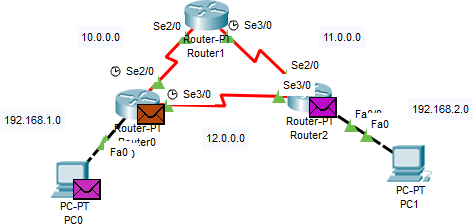 Se2/0
Router-PT
Router1
Se3/0
10.0.0.0
11.0.0.0
Se2/0
Se3/0
Se2/0
Se3/0
192.168.1.0
Router-PT
Router0
12.0.0.0
Router-PT
Router2
Fa0
192.168.2.0
Fa0
PC-PT
PC0
PC-PT
PC1